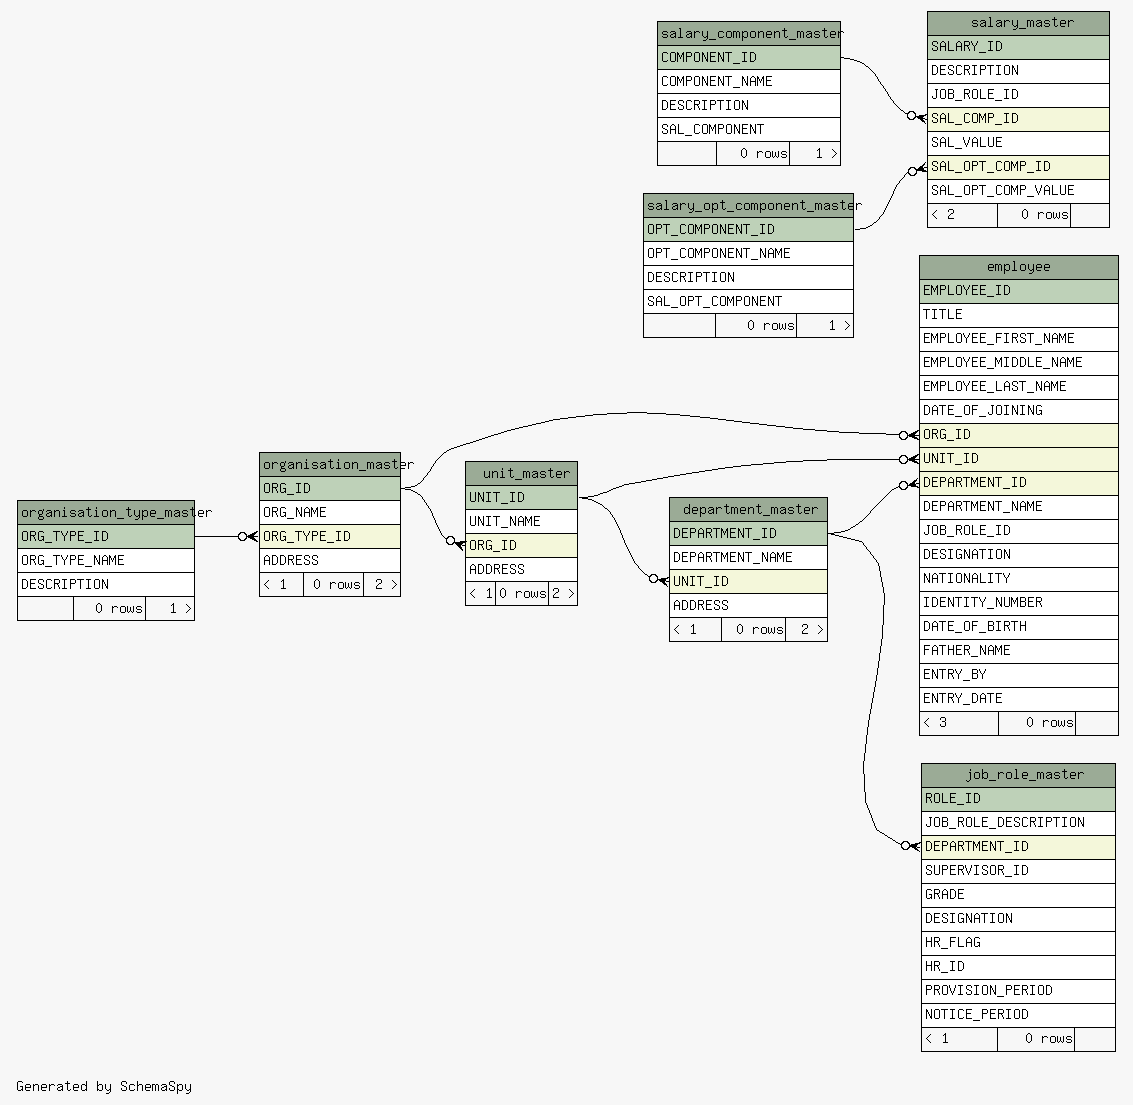 salary_component_master
COMPONENT_ID
COMPONENT_NAME
DESCRIPTION
SAL_COMPONENT
0 rows 1 >
salary_master
SALARY_ID
DESCRIPTION
JOB_ROLE_ID
SAL_COMP_ID
SAL_VALUE
SAL_OPT_COMP_ID
SAL_OPT_COMP_VALUE
< 2 0 rows
salary_opt_component_master
OPT_COMPONENT_ID
OPT_COMPONENT_NAME
DESCRIPTION
SAL_OPT_COMPONENT
0 rows 1 >
employee
EMPLOYEE_ID
TITLE
EMPLOYEE_FIRST_NAME
EMPLOYEE_MIDDLE_NAME
EMPLOYEE_LAST_NAME
DATE_OF_JOINING
ORG_ID
UNIT_ID
DEPARTMENT_ID
DEPARTMENT_NAME
JOB_ROLE_ID
DESIGNATION
NATIONALITY
IDENTITY_NUMBER
DATE_OF_BIRTH
FATHER_NAME
ENTRY_BY
ENTRY_DATE
< 3 0 rows
organisation_type_master
ORG_TYPE_ID
ORG_TYPE_NAME
DESCRIPTION
0 rows 1 >
organisation_master
ORG_ID
ORG_NAME
ORG_TYPE_ID
ADDRESS
< 1 0 rows 2 >
unit_master
UNIT_ID
UNIT_NAME
ORG_ID
ADDRESS
< 1 0 rows 2 >
department_master
DEPARTMENT_ID
DEPARTMENT_NAME
UNIT_ID
ADDRESS
< 1 0 rows 2 >
job_role_master
ROLE_ID
JOB_ROLE_DESCRIPTION
DEPARTMENT_ID
SUPERVISOR_ID
GRADE
DESIGNATION
HR_FLAG
HR_ID
PROVISION_PERIOD
NOTICE_PERIOD
< 1 0 rows
Generated by SchemaSpy